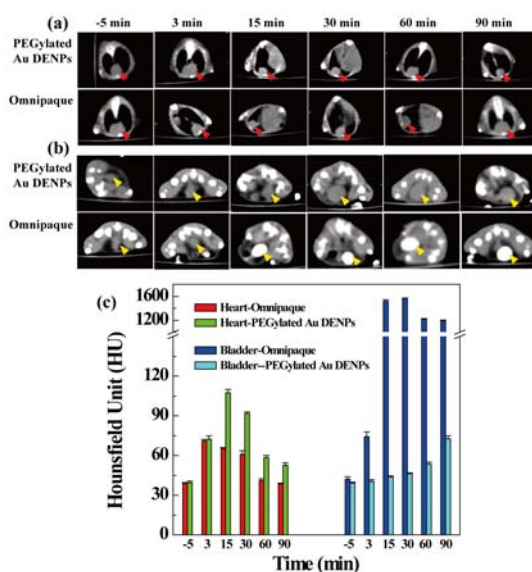 (a) -5 min 3 min 15 min 30 min 60 min 90 min
PEGylated
Au DENPs
Omnipaque
(b)
PEGylated
Au DENPs
Omnipaque
(c)
Heart-Omnipaque
Heart-PEGylated Au DENPs
Bladder-Omnipaque
Bladder--PEGylated Au DENPs
Hounsfield Unit (HU)
1600
1200
120
90
60
30
0
-5 3 15 30 60 90 -5 3 15 30 60 90
Time (min)